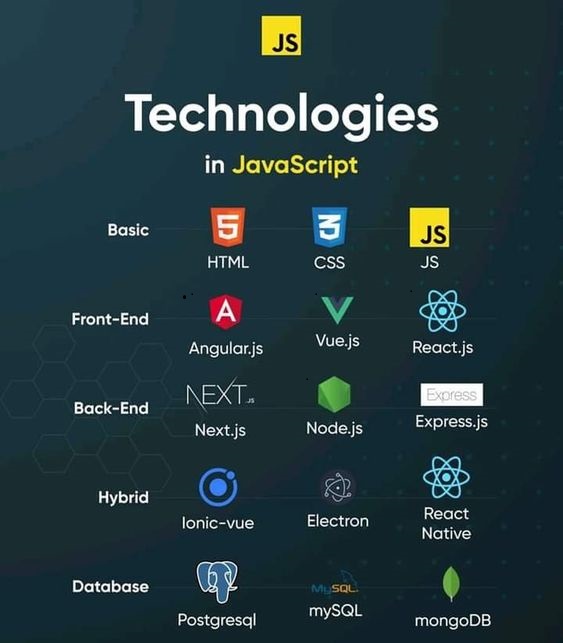 JS
Technologies
in JavaScript
Basic
5
3
JS
HTML
CSS
JS
Front-End
A
Angular.js
Vue.js
React.js
Back-End
NEXT.JS
Express
Next.js
Node.js
Express.js
Hybrid
Ionic-vue
Electron
React
Native
Database
MySQL
Postgresql
mySQL
mongoDB